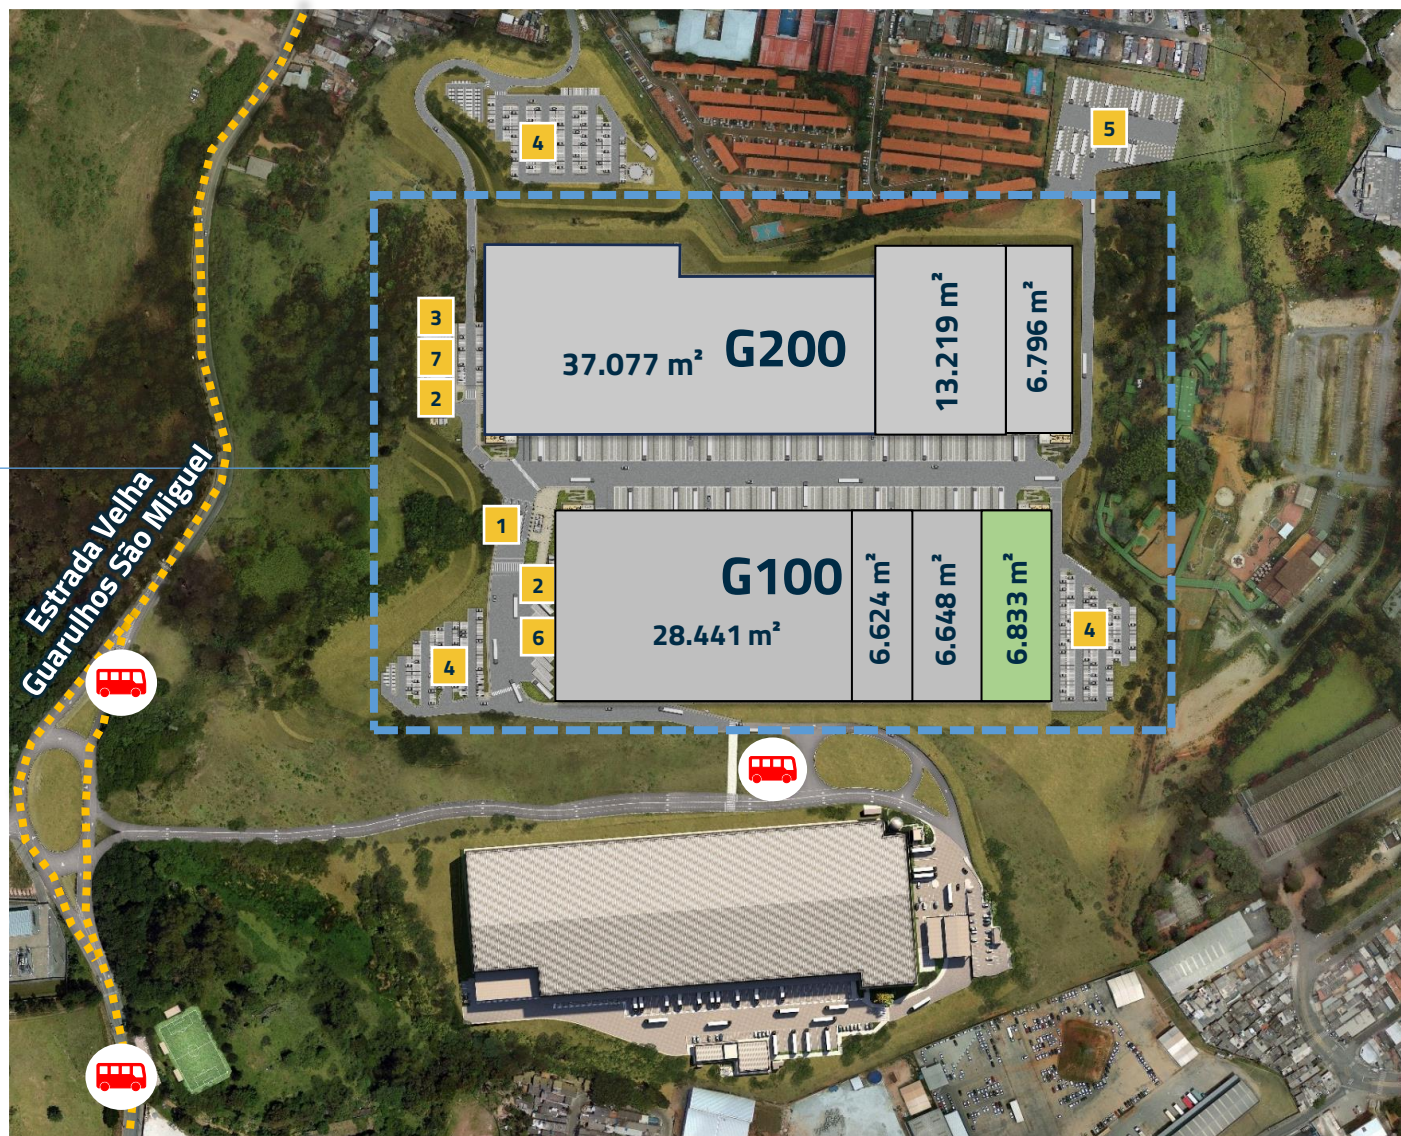 4
5
3
7
2
37.077 m²
G200
13.219 m²
6.796 m²
Estrada Velha
Guarulhos São Miguel
1
2
6
4
G100
28.441 m²
6.624 m²
6.648 m²
6.833 m²
4